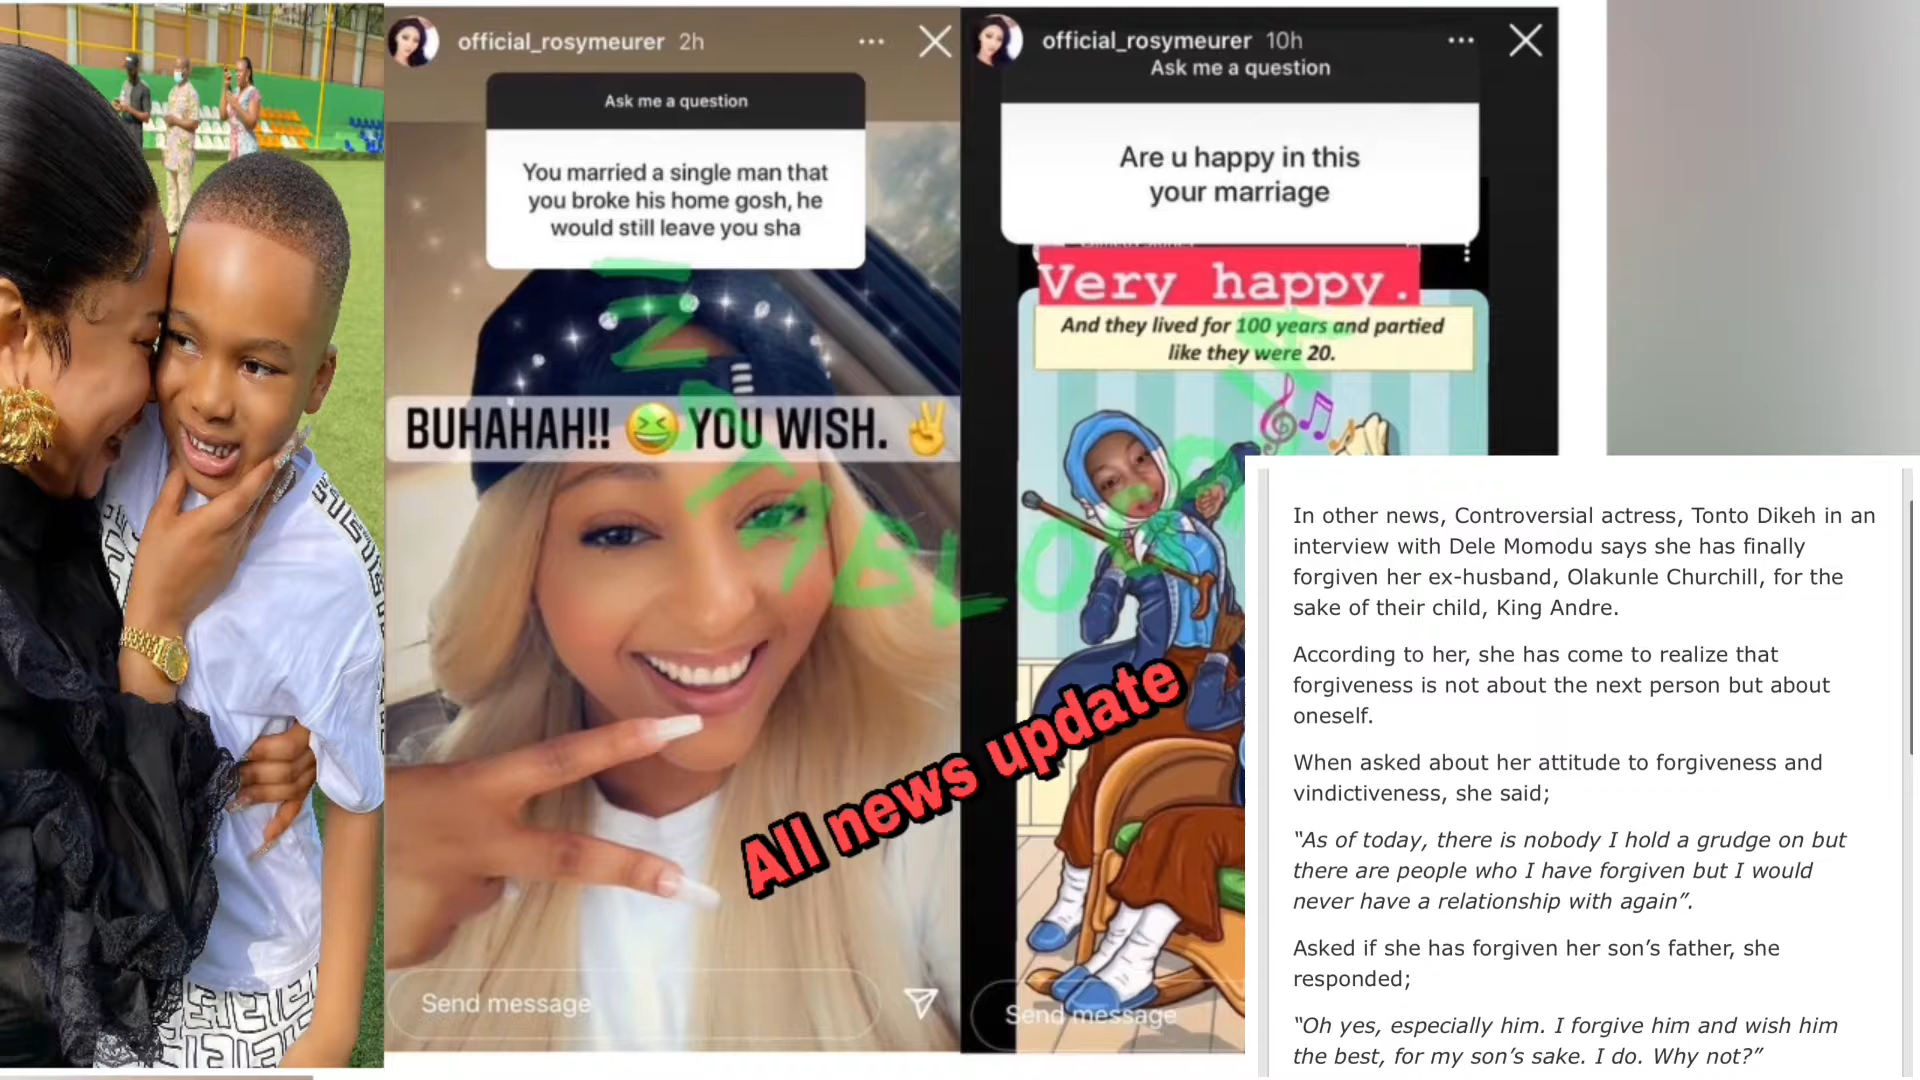 official_rosymeurer 2h
Ask me a question
You married a single man that
you broke his home gosh, he
would still leave you sha
BUHAHAH!! 😆 YOU WISH. ✌
Send message
official_rosymeurer 10h
Ask me a question
Are u happy in this
your marriage
Very happy.
And they lived for 100 years and partied
like they were 20.
Send message
All news update
In other news, Controversial actress, Tonto Dikeh in an
interview with Dele Momodu says she has finally
forgiven her ex-husband, Olakunle Churchill, for the
sake of their child, King Andre.
According to her, she has come to realize that
forgiveness is not about the next person but about
oneself.
When asked about her attitude to forgiveness and
vindictiveness, she said;
“As of today, there is nobody I hold a grudge on but
there are people who I have forgiven but I would
never have a relationship with again”.
Asked if she has forgiven her son’s father, she
responded;
“Oh yes, especially him. I forgive him and wish him
the best, for my son’s sake. I do. Why not?”